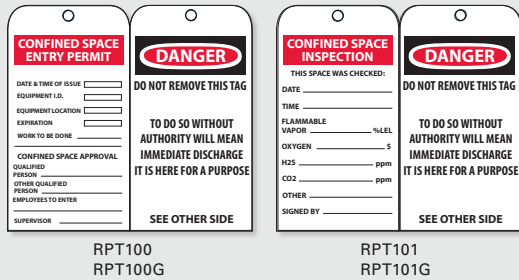 CONFINED SPACE
ENTRY PERMIT
DATE & TIME OF ISSUE
EQUIPMENT I.D.
EQUIPMENT LOCATION
EXPIRATION
WORK TO BE DONE
CONFINED SPACE APPROVAL
QUALIFIED
PERSON
OTHER QUALIFIED
PERSON
EMPLOYEES TO ENTER
SUPERVISOR
DANGER
DO NOT REMOVE THIS TAG
TO DO SO WITHOUT
AUTHORITY WILL MEAN
IMMEDIATE DISCHARGE
IT IS HERE FOR A PURPOSE
SEE OTHER SIDE
RPT100
RPT100G
CONFINED SPACE
INSPECTION
THIS SPACE WAS CHECKED:
DATE
TIME
FLAMMABLE
VAPOR %LEL
OXYGEN $
H2S ppm
CO2 ppm
OTHER
SIGNED BY
DANGER
DO NOT REMOVE THIS TAG
TO DO SO WITHOUT
AUTHORITY WILL MEAN
IMMEDIATE DISCHARGE
IT IS HERE FOR A PURPOSE
SEE OTHER SIDE
RPT101
RPT101G